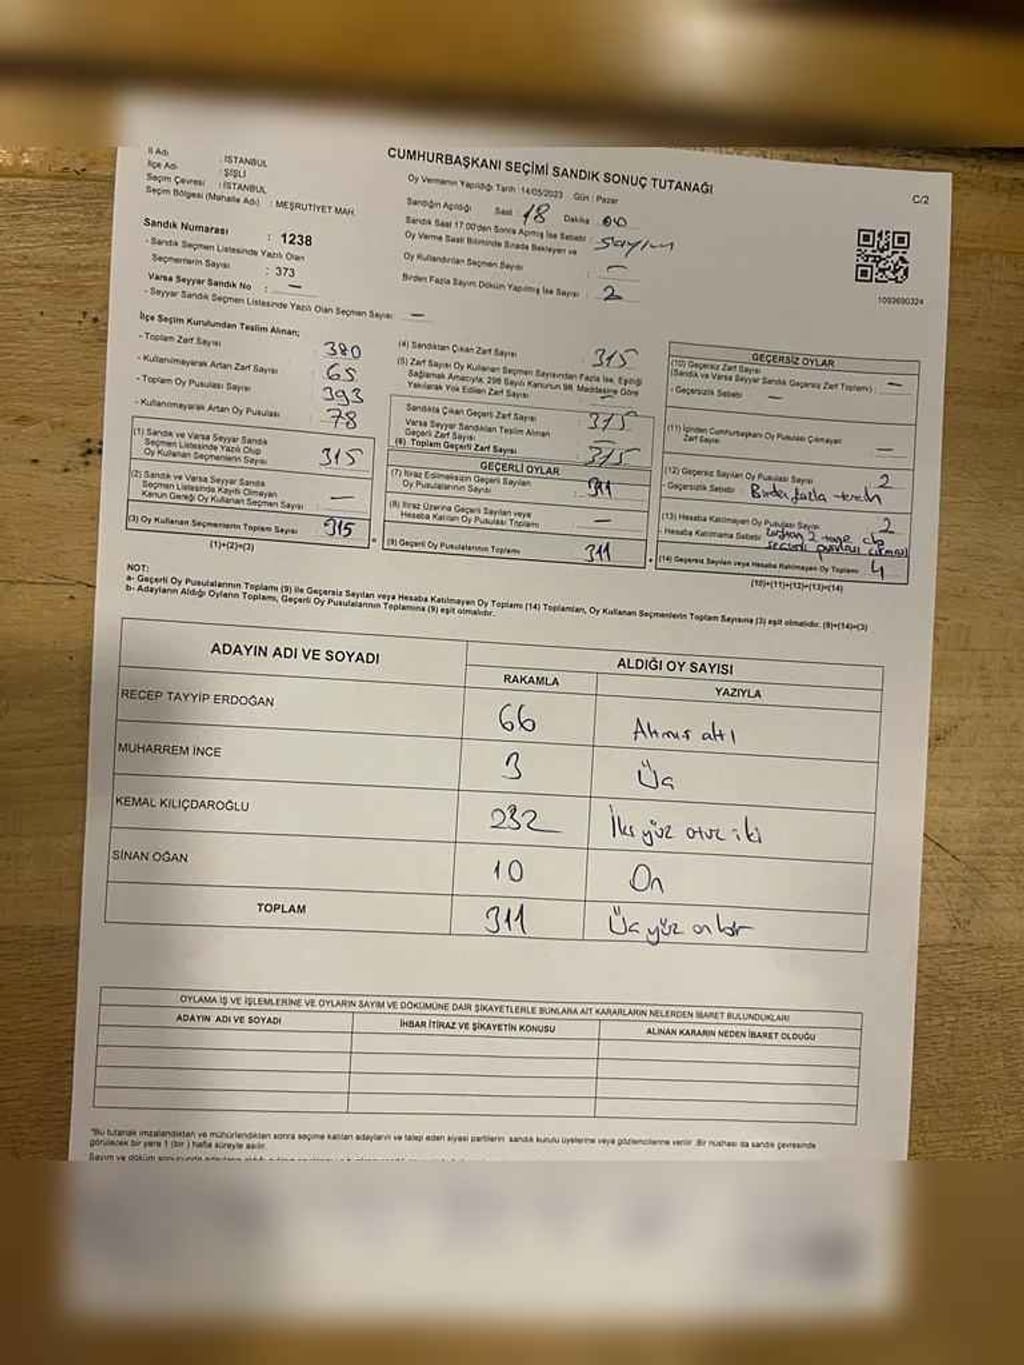 CUMHURBAŞKANI SEÇİMİ SANDIK SONUÇ TUTANAĞI
C/2
İl Adı : İSTANBUL
İlçe Adı : ŞİŞLİ
Seçim Çevresi : İSTANBUL
Seçim Bölgesi (Mahalle Adı) : MEŞRUTİYET MAH.
Sandık Numarası : 1238
- Sandık Seçmen Listesinde Yazılı Olan
Seçmenlerin Sayısı : 373
Varsa Seyyar Sandık No : —
- Seyyar Sandık Seçmen Listesinde Yazılı Olan Seçmen Sayısı : —
Oy Vermenin Yapıldığı Tarih :14/05/2023 Gün : Pazar
Sandığın Açıldığı Saat 18 Dakika 00
Sandık Saat 17.00'den Sonra Açılmış İse Sebebi : sayım
Oy Verme Saati Bitiminde Sırada Bekleyen ve
Oy Kullandırılan Seçmen Sayısı : —
Birden Fazla Sayım Döküm Yapılmış İse Sayısı : 2
1093690324
İlçe Seçim Kurulundan Teslim Alınan;
- Toplam Zarf Sayısı 380
- Kullanılmayarak Artan Zarf Sayısı 65
- Toplam Oy Pusulası Sayısı 393
- Kullanılmayarak Artan Oy Pusulası 78
(1) Sandık ve Varsa Seyyar Sandık
Seçmen Listesinde Yazılı Olup
Oy Kullanan Seçmenlerin Sayısı 315
(2) Sandık ve Varsa Seyyar Sandık
Seçmen Listesinde Kayıtlı Olmayan
Kanun Gereği Oy Kullanan Seçmen Sayısı —
(3) Oy Kullanan Seçmenlerin Toplam Sayısı 315
(1)+(2)=(3)
(4) Sandıktan Çıkan Zarf Sayısı 315
(5) Zarf Sayısı Oy Kullanan Seçmen Sayısından Fazla İse, Eşitliği
Sağlamak Amacıyla, 298 Sayılı Kanunun 98. Maddesine Göre
Yakılarak Yok Edilen Zarf Sayısı —
Sandıkta Çıkan Geçerli Zarf Sayısı 315
Varsa Seyyar Sandıktan Teslim Alınan
Geçerli Zarf Sayısı
(6) Toplam Geçerli Zarf Sayısı 315
GEÇERLİ OYLAR
(7) İtiraz Edilmeksizin Geçerli Sayılan
Oy Pusulalarının Sayısı 311
(8) İtiraz Üzerine Geçerli Sayılan veya
Hesaba Katılan Oy Pusulası Toplamı —
(9) Geçerli Oy Pusulalarının Toplamı 311
GEÇERSİZ OYLAR
(10) Geçersiz Zarf Sayısı
(Sandık ve Varsa Seyyar Sandık Geçersiz Zarf Toplamı) : —
- Geçersizlik Sebebi : —
(11) İçinden Cumhurbaşkanı Oy Pusulası Çıkmayan
Zarf Sayısı —
(12) Geçersiz Sayılan Oy Pusulası Sayısı 2
- Geçersizlik Sebebi : Birden fazla tercih
(13) Hesaba Katılmayan Oy Pusulası Sayısı 2
- Hesaba Katılmama Sebebi : zarftan 2 tane cb
seçimi pusulası çıkması
(14) Geçersiz Sayılan veya Hesaba Katılmayan Oy Toplamı 4
(10)+(11)+(12)+(13)=(14)
NOT:
a- Geçerli Oy Pusulalarının Toplamı (9) ile Geçersiz Sayılan veya Hesaba Katılmayan Oy Toplamı (14) Toplamları, Oy Kullanan Seçmenlerin Toplam Sayısına (3) eşit olmalıdır. (9)+(14)=(3)
b- Adayların Aldığı Oyların Toplamı, Geçerli Oy Pusulalarının Toplamına (9) eşit olmalıdır.
ADAYIN ADI VE SOYADI ALDIĞI OY SAYISI
RAKAMLA YAZIYLA
RECEP TAYYİP ERDOĞAN 66 Altmış altı
MUHARREM İNCE 3 Üç
KEMAL KILIÇDAROĞLU 232 İki yüz otuz iki
SİNAN OĞAN 10 On
TOPLAM 311 Üç yüz on bir
OYLAMA İŞ VE İŞLEMLERİNE VE OYLARIN SAYIM VE DÖKÜMÜNE DAİR ŞİKAYETLERLE BUNLARA AİT KARARLARIN NELERDEN İBARET BULUNDUKLARI
ADAYIN ADI VE SOYADI İHBAR İTİRAZ VE ŞİKAYETİN KONUSU ALINAN KARARIN NEDEN İBARET OLDUĞU
"Bu tutanak imzalandıktan ve mühürlendikten sonra seçime katılan adayların ve talep eden siyasi partilerin sandık kurulu üyelerine veya gözlemcilerine verilir. Bir nüshası da sandık çevresinde
görülecek bir yere 1 (bir) hafta süreyle asılır.